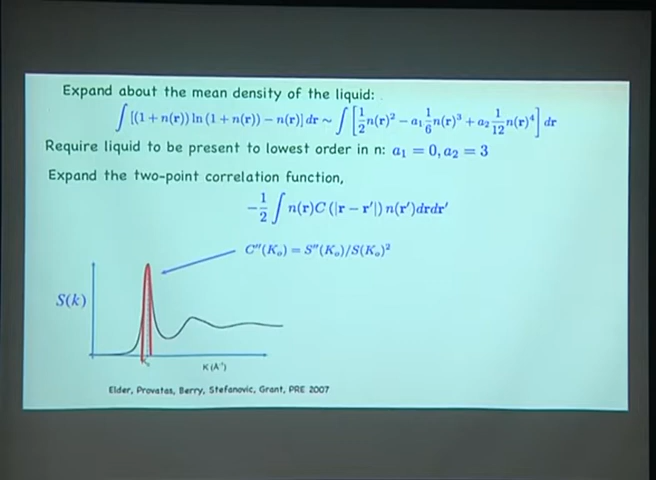 Expand about the mean density of the liquid:
∫ [(1 + n(r)) ln (1 + n(r)) − n(r)] dr ∼ ∫ [1/2 n(r)² − a₁ 1/6 n(r)³ + a₂ 1/12 n(r)⁴] dr
Require liquid to be present to lowest order in n: a₁ = 0, a₂ = 3
Expand the two-point correlation function,
−1/2 ∫ n(r)C (|r − r′|) n(r′)drdr′
C″(Kₒ) = S″(Kₒ)/S(Kₒ)²
S(k)
K (Å⁻¹)
Elder, Provatas, Berry, Stefanovic, Grant, PRE 2007